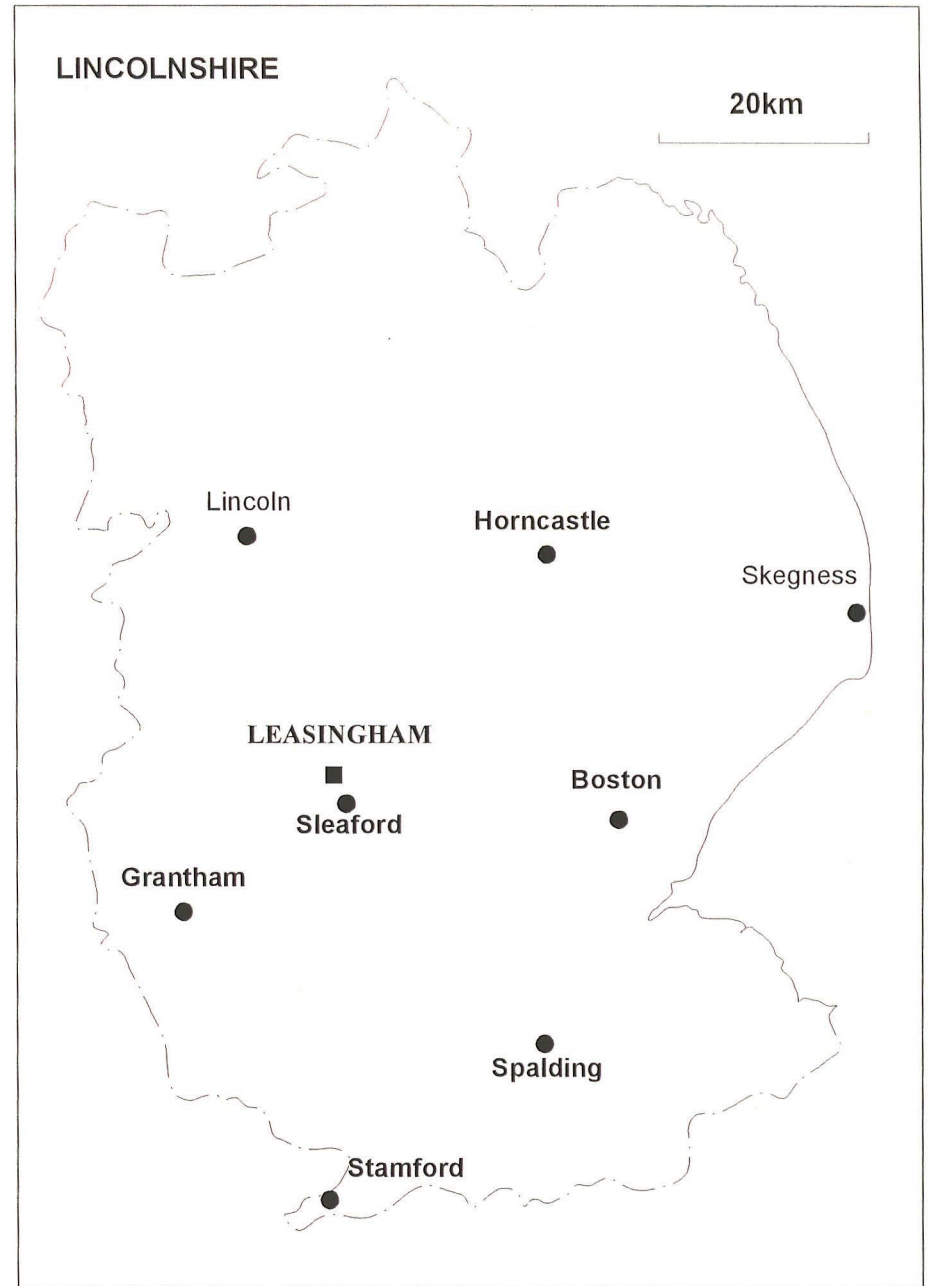 LINCOLNSHIRE
20km
Lincoln
Horncastle
Skegness
LEASINGHAM
Boston
Sleaford
Grantham
Spalding
Stamford